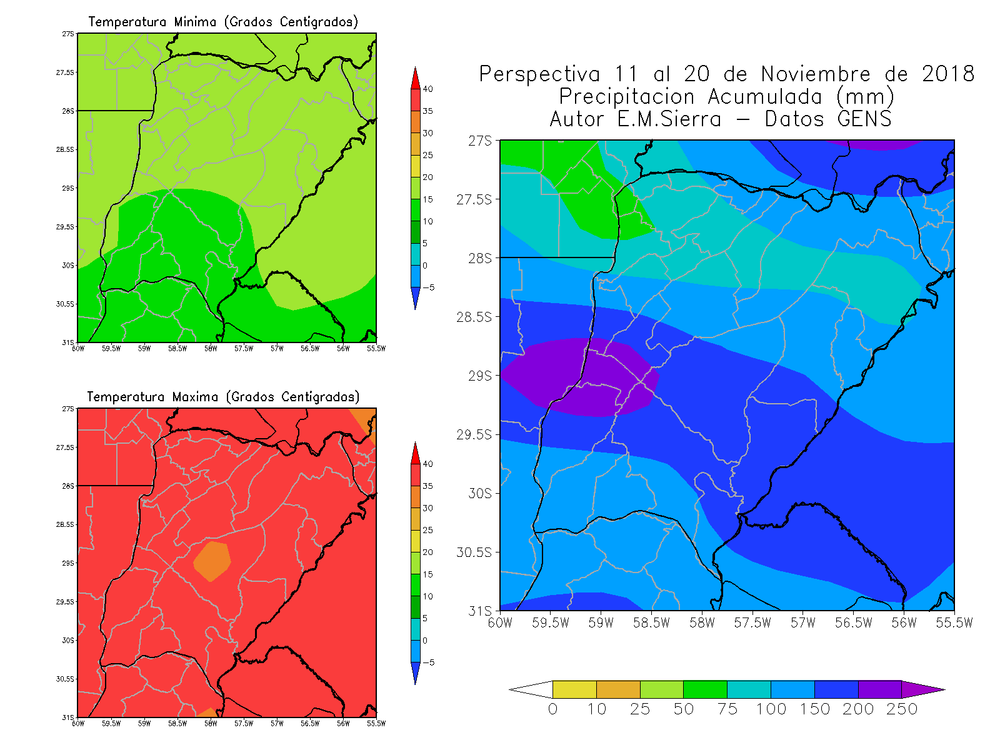 Temperatura Minima (Grados Centigrados)
27S
27.5S
28S
28.5S
29S
29.5S
30S
30.5S
31S
60W 59.5W 59W 58.5W 58W 57.5W 57W 56.5W 56W 55.5W
40
35
30
25
20
15
10
5
0
−5
Temperatura Maxima (Grados Centigrados)
27S
27.5S
28S
28.5S
29S
29.5S
30S
30.5S
31S
60W 59.5W 59W 58.5W 58W 57.5W 57W 56.5W 56W 55.5W
40
35
30
25
20
15
10
5
0
−5
Perspectiva 11 al 20 de Noviembre de 2018
Precipitacion Acumulada (mm)
Autor E.M.Sierra − Datos GENS
27S
27.5S
28S
28.5S
29S
29.5S
30S
30.5S
31S
60W 59.5W 59W 58.5W 58W 57.5W 57W 56.5W 56W 55.5W
0 10 25 50 75 100 150 200 250